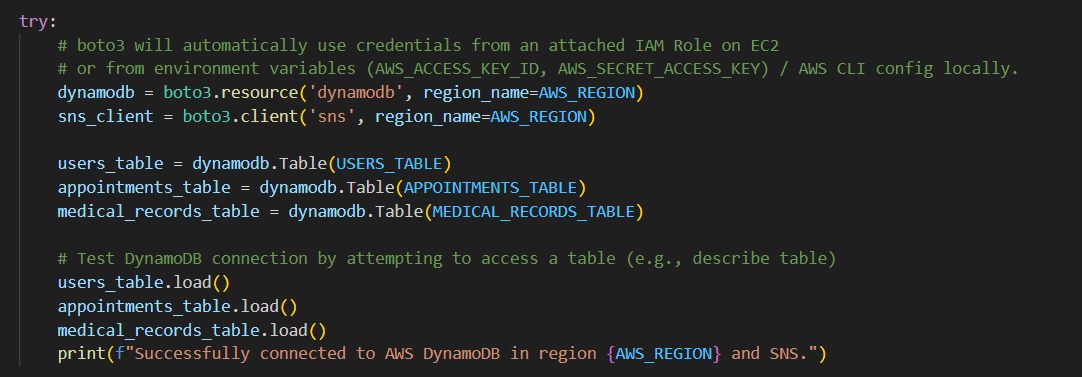 try:
    # boto3 will automatically use credentials from an attached IAM Role on EC2
    # or from environment variables (AWS_ACCESS_KEY_ID, AWS_SECRET_ACCESS_KEY) / AWS CLI config locally.
    dynamodb = boto3.resource('dynamodb', region_name=AWS_REGION)
    sns_client = boto3.client('sns', region_name=AWS_REGION)

    users_table = dynamodb.Table(USERS_TABLE)
    appointments_table = dynamodb.Table(APPOINTMENTS_TABLE)
    medical_records_table = dynamodb.Table(MEDICAL_RECORDS_TABLE)

    # Test DynamoDB connection by attempting to access a table (e.g., describe table)
    users_table.load()
    appointments_table.load()
    medical_records_table.load()
    print(f"Successfully connected to AWS DynamoDB in region {AWS_REGION} and SNS.")